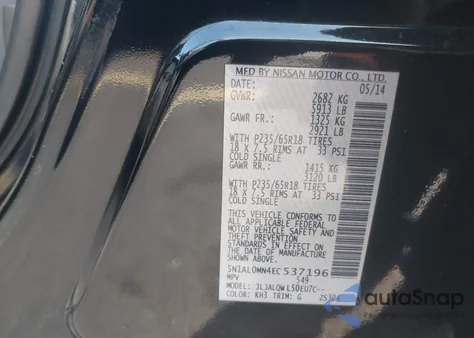 MFD BY NISSAN MOTOR CO., LTD.
DATE: 05/14
GVWR: 2682 KG
5913 LB
GAWR FR.: 1325 KG
2921 LB
WITH P235/65R18 TIRES
18 x 7.5 RIMS AT 33 PSI
COLD SINGLE
GAWR RR.: 1415 KG
3120 LB
WITH P235/65R18 TIRES
18 x 7.5 RIMS AT 33 PSI
COLD SINGLE
THIS VEHICLE CONFORMS TO
ALL APPLICABLE FEDERAL
MOTOR VEHICLE SAFETY AND
THEFT PREVENTION
STANDARDS IN EFFECT ON
THE DATE OF MANUFACTURE
SHOWN ABOVE.
5N1AL0MN4EC537196
MPV S49
JLJALQWL50EU7C--
COLOR: KH3 TRIM: G
AutoSnap